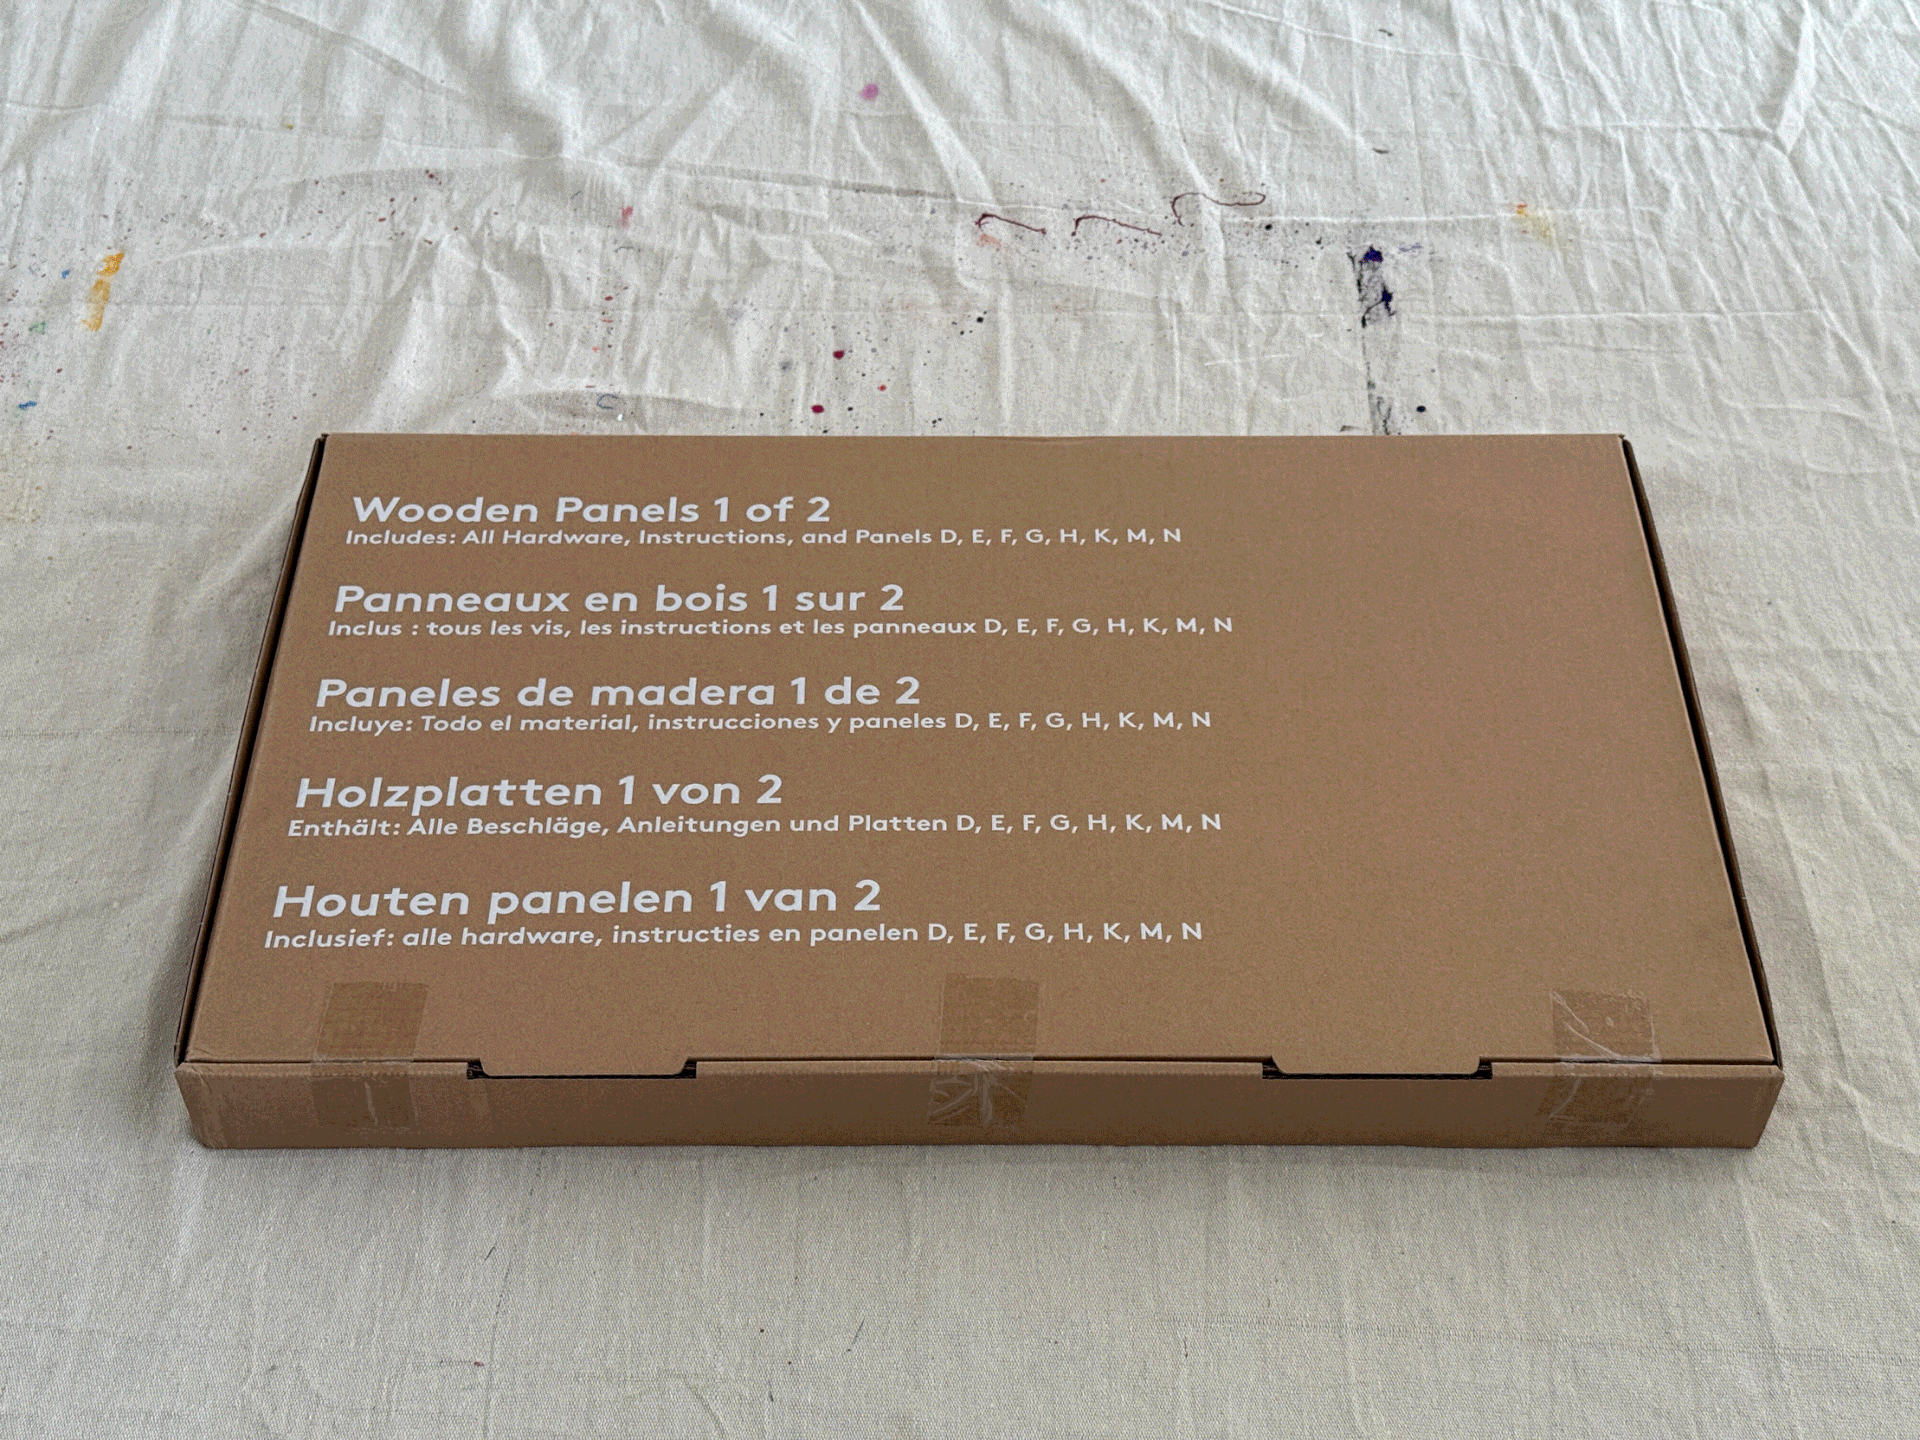 Wooden Panels 1 of 2
Includes: All Hardware, Instructions, and Panels D, E, F, G, H, K, M, N
Panneaux en bois 1 sur 2
Inclus : tous les vis, les instructions et les panneaux D, E, F, G, H, K, M, N
Paneles de madera 1 de 2
Incluye: Todo el material, instrucciones y paneles D, E, F, G, H, K, M, N
Holzplatten 1 von 2
Enthält: Alle Beschläge, Anleitungen und Platten D, E, F, G, H, K, M, N
Houten panelen 1 van 2
Inclusief: alle hardware, instructies en panelen D, E, F, G, H, K, M, N